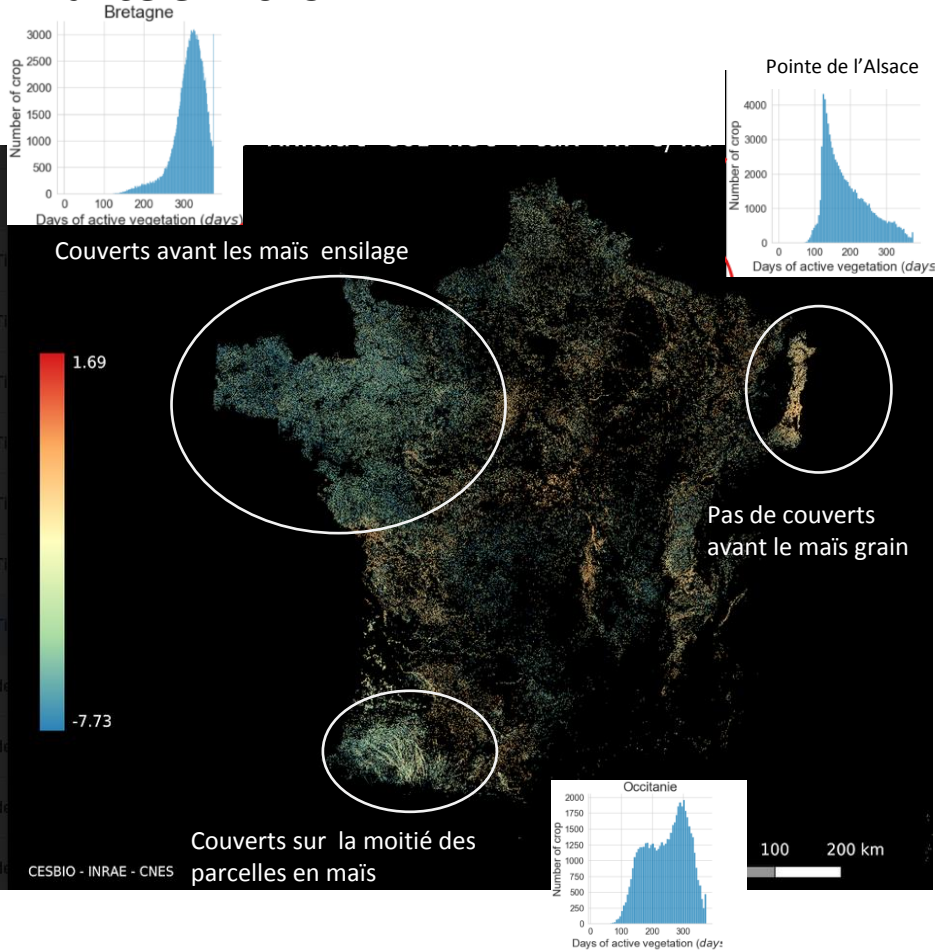 Bretagne
3000
2500
2000
1500
1000
500
0
Number of crop
0 100 200 300
Days of active vegetation (days)
Pointe de l’Alsace
4000
3000
2000
1000
0
Number of crop
0 100 200 300
Days of active vegetation (days
Couverts avant les maïs ensilage
1.69
-7.73
Pas de couverts
avant le maïs grain
Couverts sur la moitié des
parcelles en maïs
CESBIO - INRAE - CNES
Occitanie
2000
1750
1500
1250
1000
750
500
250
0
Number of crop
0 100 200 300
Days of active vegetation (days
100 200 km